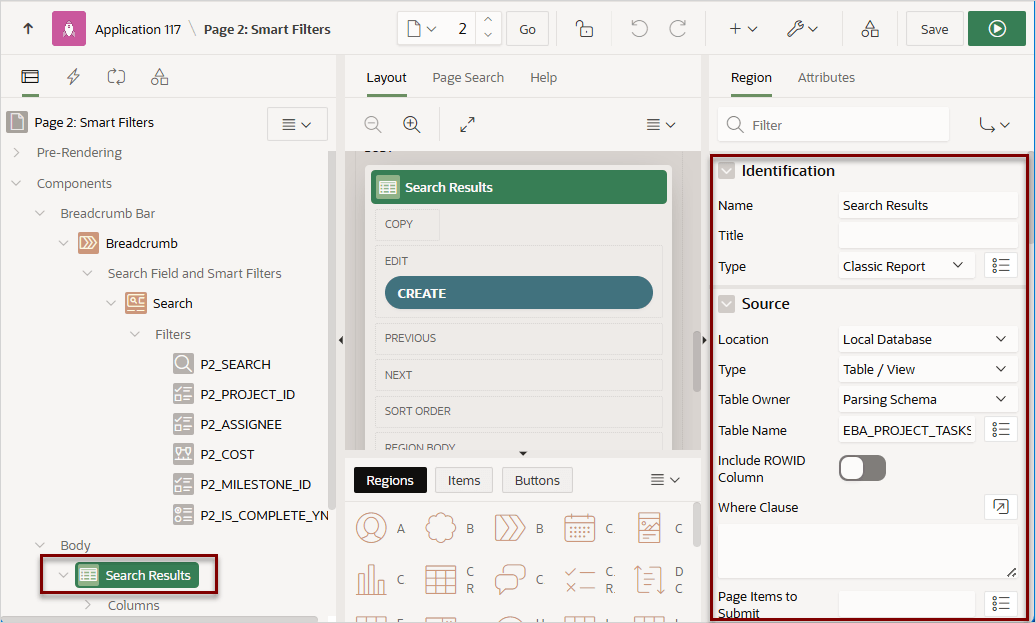 Application 117 \ Page 2: Smart Filters
2
Go
Save
Layout
Page Search
Help
Region
Attributes
Page 2: Smart Filters
Filter
Pre-Rendering
Components
Breadcrumb Bar
Breadcrumb
Search Field and Smart Filters
Search
Filters
P2_SEARCH
P2_PROJECT_ID
P2_ASSIGNEE
P2_COST
P2_MILESTONE_ID
P2_IS_COMPLETE_YN
Body
Search Results
Columns
Search Results
COPY
EDIT
CREATE
PREVIOUS
NEXT
SORT ORDER
REGION BODY
Regions
Items
Buttons
A
B
B
C
C
C
C
R
C
C
R
D
C
Identification
Name
Search Results
Title
Type
Classic Report
Source
Location
Local Database
Type
Table / View
Table Owner
Parsing Schema
Table Name
EBA_PROJECT_TASKS
Include ROWID
Column
Where Clause
Page Items to
Submit